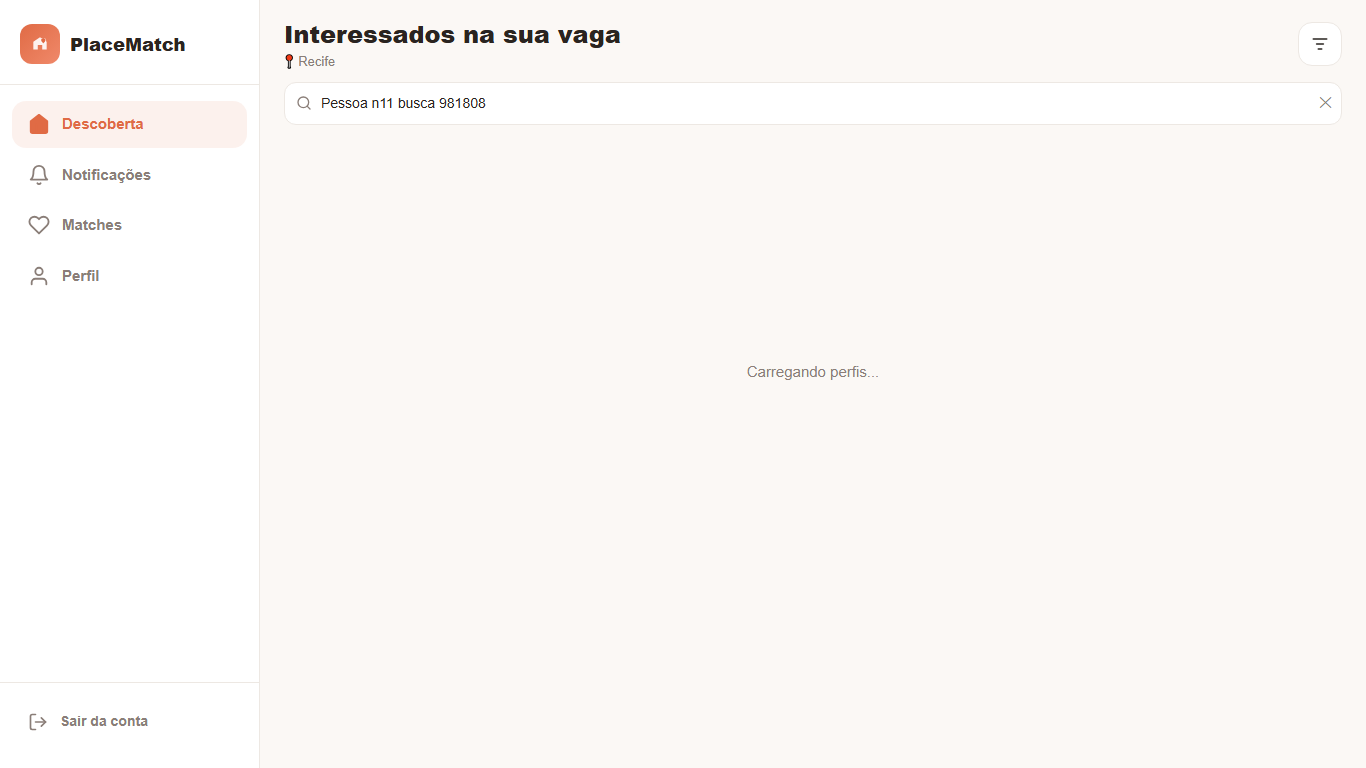 PlaceMatch
Descoberta
Notificações
Matches
Perfil
Sair da conta
Interessados na sua vaga
Recife
Pessoa n11 busca 981808
Carregando perfis...